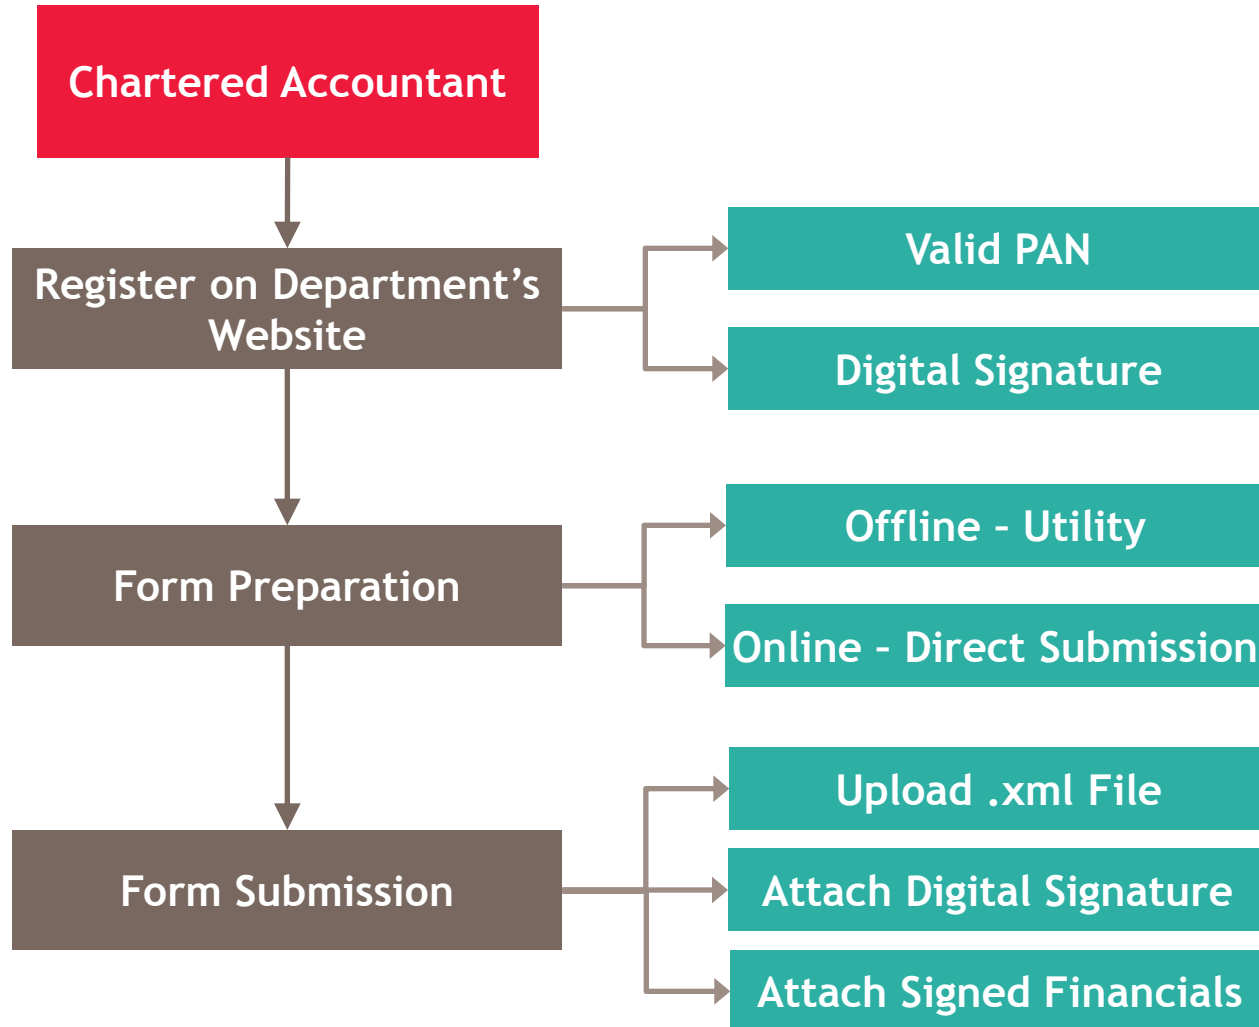 Chartered Accountant
Register on Department’s
Website
Valid PAN
Digital Signature
Form Preparation
Offline – Utility
Online – Direct Submission
Form Submission
Upload .xml File
Attach Digital Signature
Attach Signed Financials